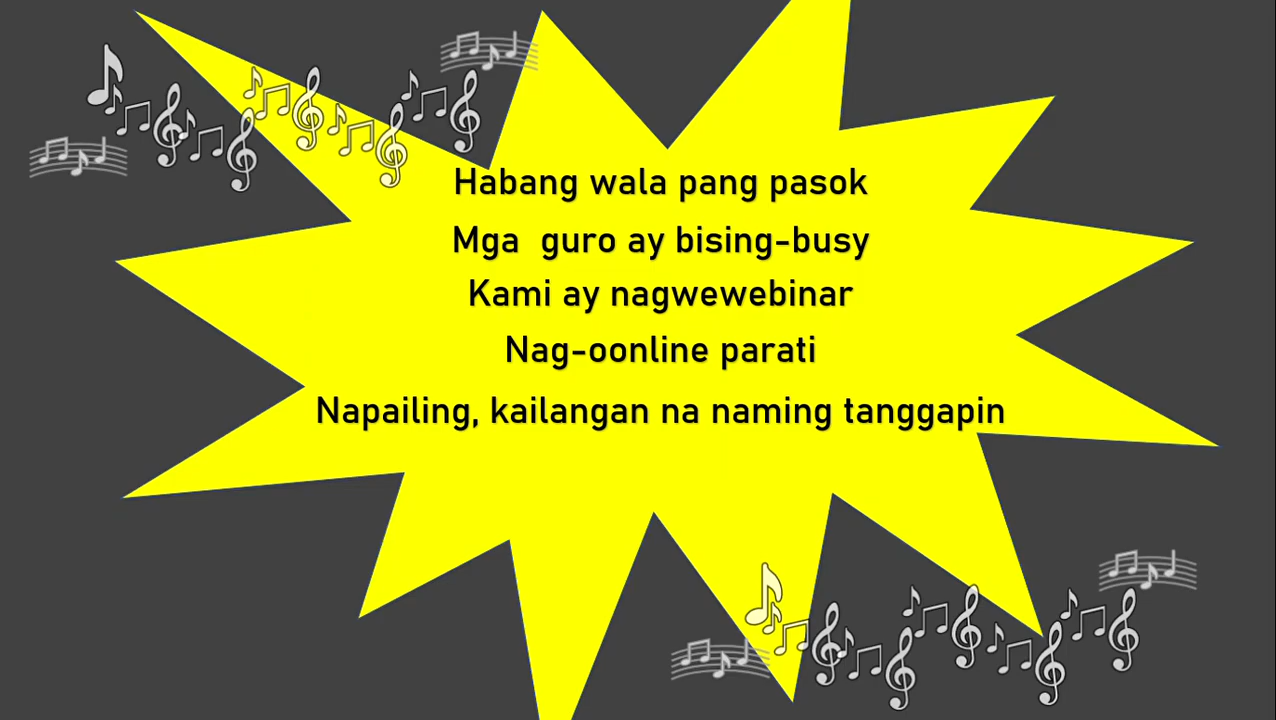 Habang wala pang pasok
Mga guro ay bising-busy
Kami ay nagwewebinar
Nag-oonline parati
Napailing, kailangan na naming tanggapin